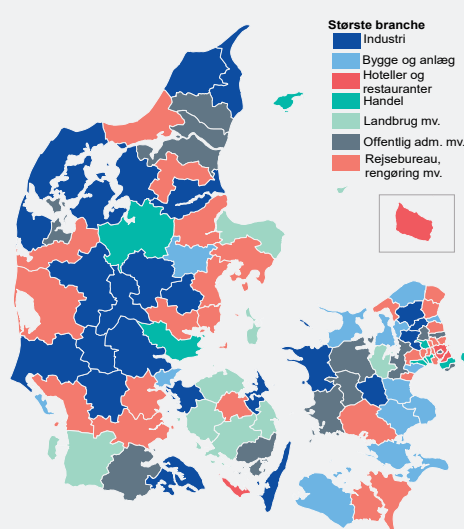 Største branche
Industri
Bygge og anlæg
Hoteller og
restauranter
Handel
Landbrug mv.
Offentlig adm. mv.
Rejsebureau,
rengøring mv.